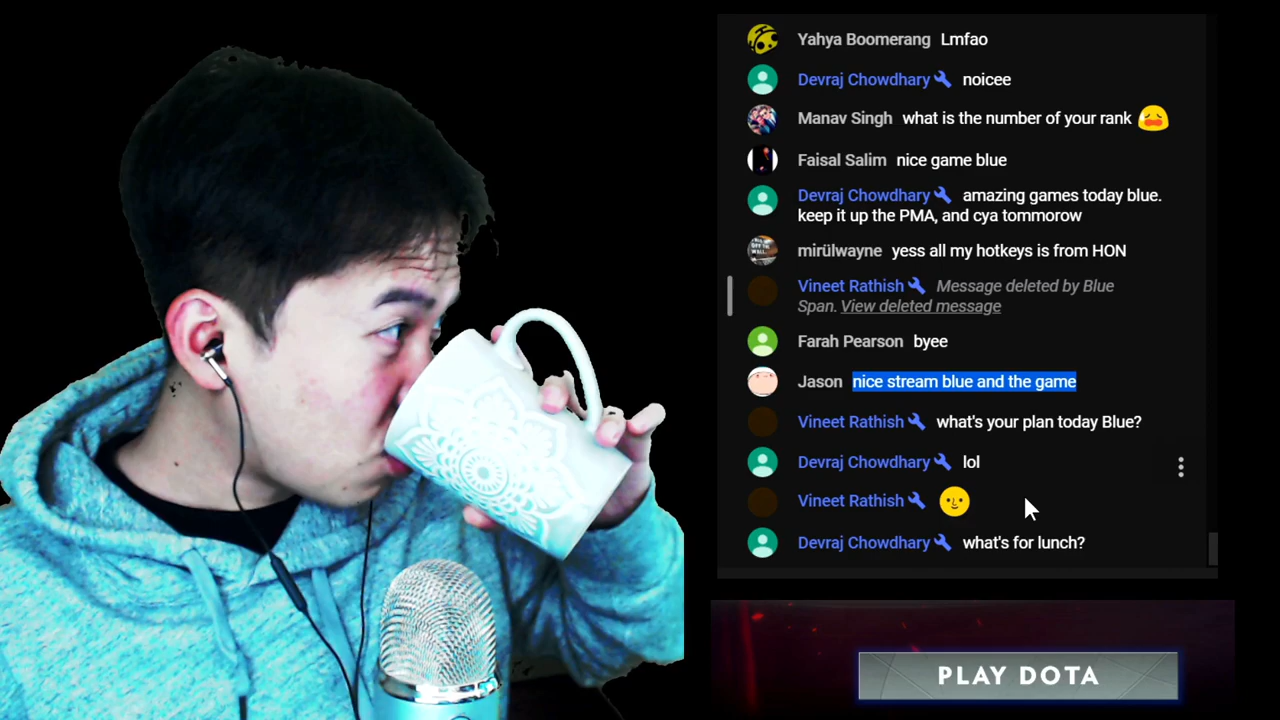 Yahya Boomerang Lmfao
Devraj Chowdhary noicee
Manav Singh what is the number of your rank
Faisal Salim nice game blue
Devraj Chowdhary amazing games today blue.
keep it up the PMA, and cya tommorow
mirülwayne yess all my hotkeys is from HON
Vineet Rathish Message deleted by Blue
Span. View deleted message
Farah Pearson byee
Jason nice stream blue and the game
Vineet Rathish what's your plan today Blue?
Devraj Chowdhary lol
Vineet Rathish
Devraj Chowdhary what's for lunch?
PLAY DOTA